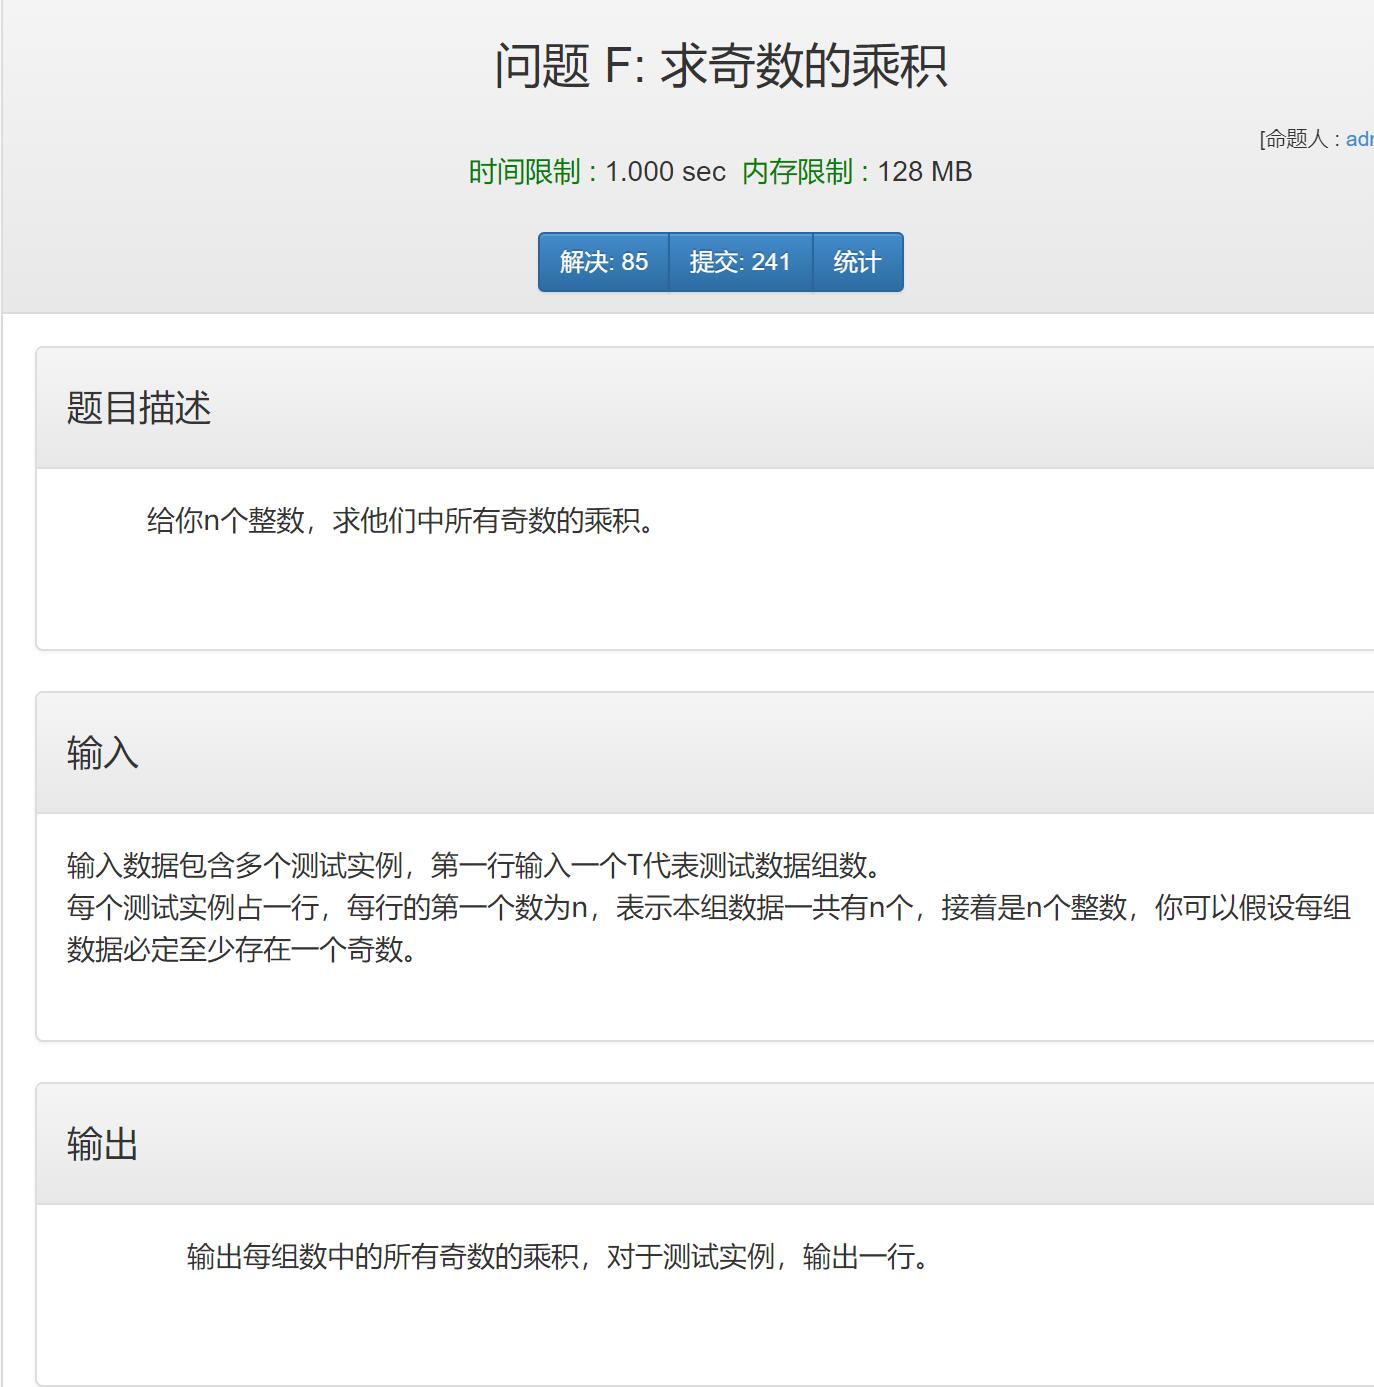 问题 F: 求奇数的乘积
[命题人 :
时间限制 : 1.000 sec 内存限制 : 128 MB
解决: 85 提交: 241 统计
题目描述
给你n个整数，求他们中所有奇数的乘积。
输入
输入数据包含多个测试实例，第一行输入一个T代表测试数据组数。
每个测试实例占一行，每行的第一个数为n，表示本组数据一共有n个，接着是n个整数，你可以假设每组
数据必定至少存在一个奇数。
输出
输出每组数中的所有奇数的乘积，对于测试实例，输出一行。